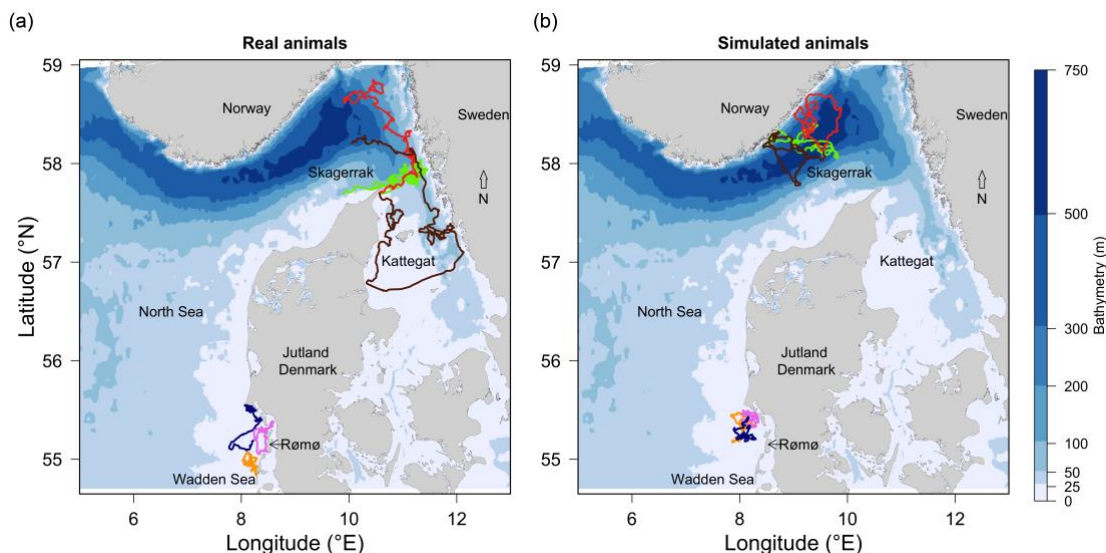 (a)
Real animals
59
58
57
56
55
Latitude (°N)
Norway
Sweden
Skagerrak
N
Kattegat
North Sea
Jutland
Denmark
Rømø
Wadden Sea
6
8
10
12
Longitude (°E)
(b)
Simulated animals
59
58
57
56
55
Norway
Sweden
Skagerrak
N
Kattegat
North Sea
Jutland
Denmark
Rømø
Wadden Sea
6
8
10
12
Longitude (°E)
750
500
300
200
100
50
25
0
Bathymetry (m)